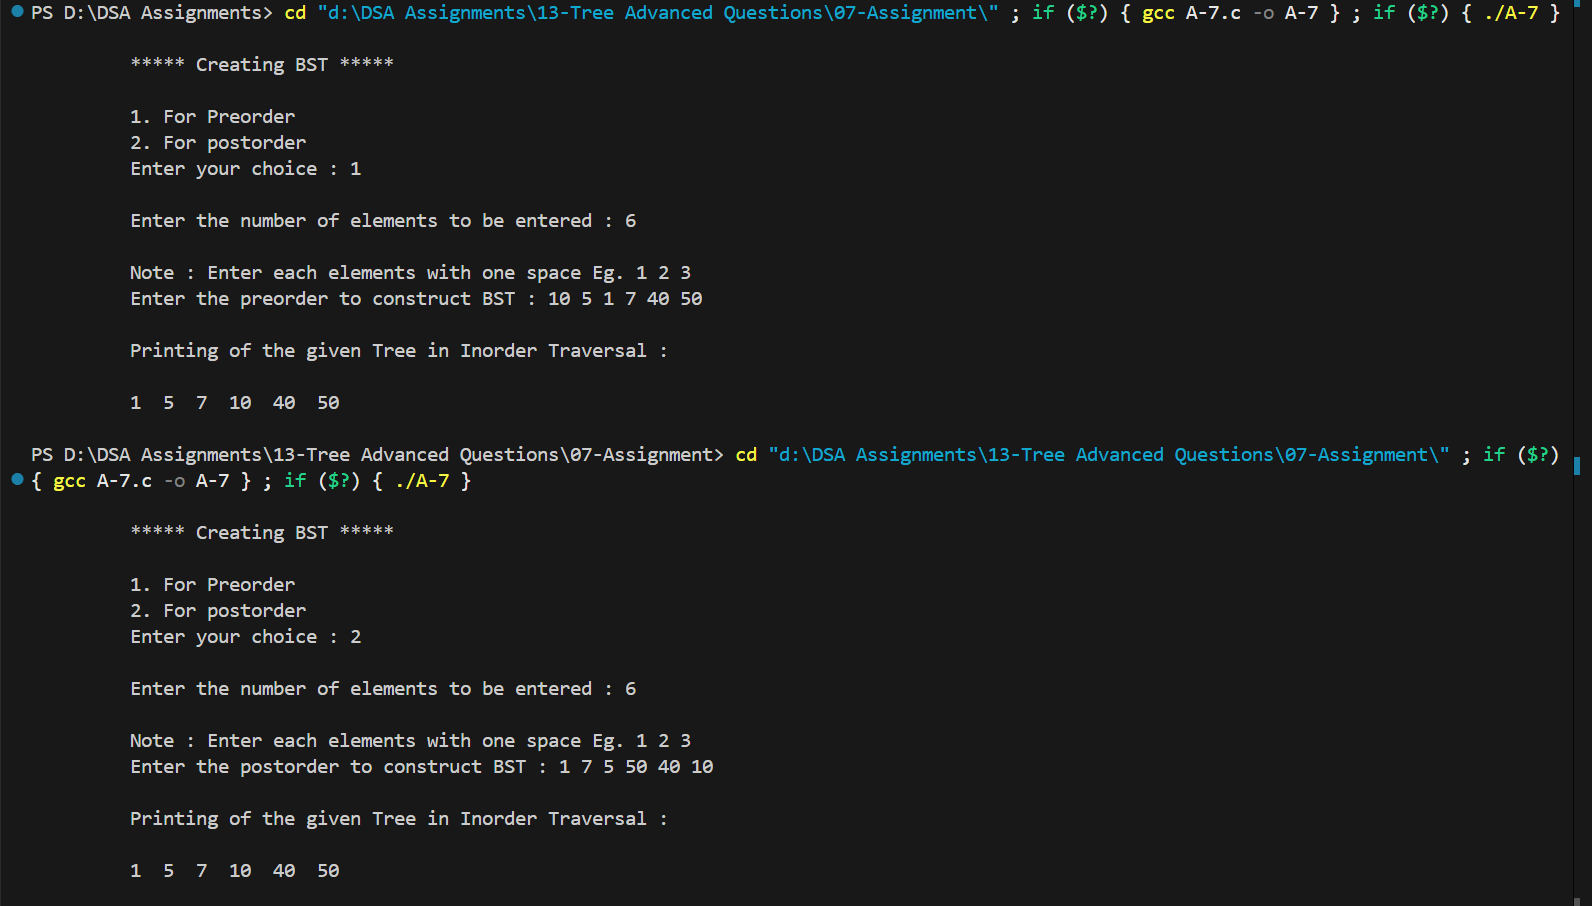 PS D:\DSA Assignments> cd "d:\DSA Assignments\13-Tree Advanced Questions\07-Assignment\" ; if ($?) { gcc A-7.c -o A-7 } ; if ($?) { ./A-7 }
***** Creating BST *****
1. For Preorder
2. For postorder
Enter your choice : 1
Enter the number of elements to be entered : 6
Note : Enter each elements with one space Eg. 1 2 3
Enter the preorder to construct BST : 10 5 1 7 40 50
Printing of the given Tree in Inorder Traversal :
1  5  7  10  40  50
PS D:\DSA Assignments\13-Tree Advanced Questions\07-Assignment> cd "d:\DSA Assignments\13-Tree Advanced Questions\07-Assignment\" ; if ($?)
{ gcc A-7.c -o A-7 } ; if ($?) { ./A-7 }
***** Creating BST *****
1. For Preorder
2. For postorder
Enter your choice : 2
Enter the number of elements to be entered : 6
Note : Enter each elements with one space Eg. 1 2 3
Enter the postorder to construct BST : 1 7 5 50 40 10
Printing of the given Tree in Inorder Traversal :
1  5  7  10  40  50